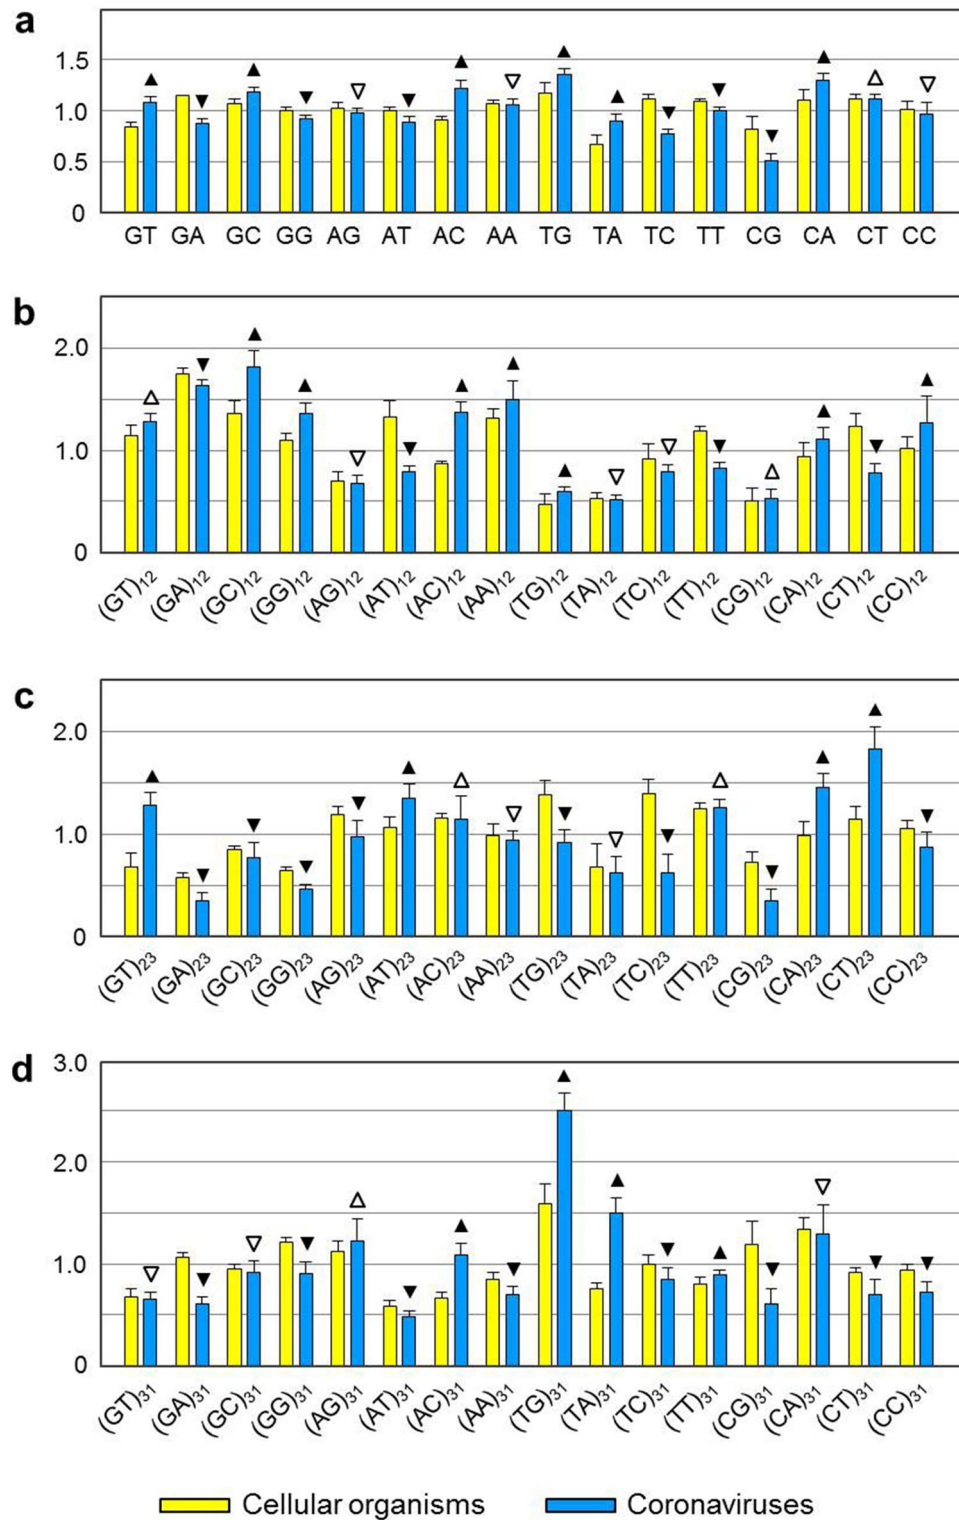 a
1.5
1.0
0.5
0
GT GA GC GG AG AT AC AA TG TA TC TT CG CA CT CC
b
2.0
1.0
0
(GT)12 (GA)12 (GC)12 (GG)12 (AG)12 (AT)12 (AC)12 (AA)12 (TG)12 (TA)12 (TC)12 (TT)12 (CG)12 (CA)12 (CT)12 (CC)12
c
2.0
1.0
0
(GT)23 (GA)23 (GC)23 (GG)23 (AG)23 (AT)23 (AC)23 (AA)23 (TG)23 (TA)23 (TC)23 (TT)23 (CG)23 (CA)23 (CT)23 (CC)23
d
3.0
2.0
1.0
0
(GT)31 (GA)31 (GC)31 (GG)31 (AG)31 (AT)31 (AC)31 (AA)31 (TG)31 (TA)31 (TC)31 (TT)31 (CG)31 (CA)31 (CT)31 (CC)31
Cellular organisms Coronaviruses